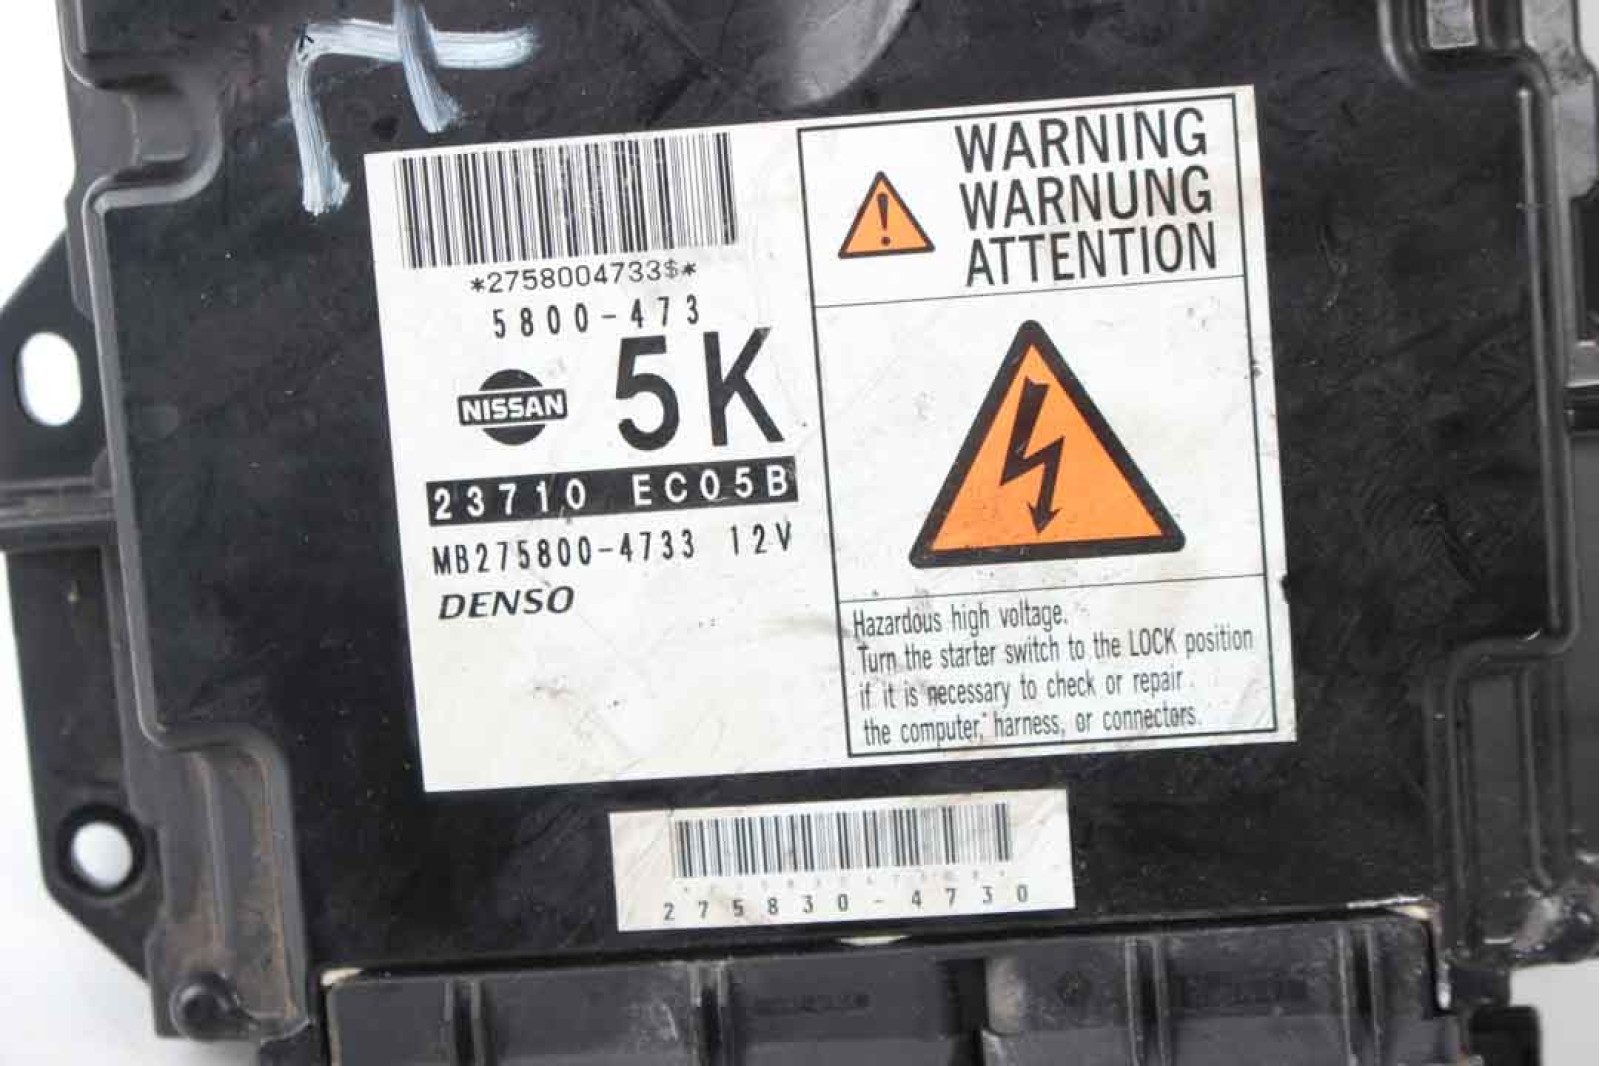 *2758004733$*
5800-473
NISSAN
5K
23710 EC05B
MB275800-4733 12V
DENSO
WARNING
WARNUNG
ATTENTION
Hazardous high voltage.
Turn the starter switch to the LOCK position
if it is necessary to check or repair
the computer, harness, or connectors.
275830-4730